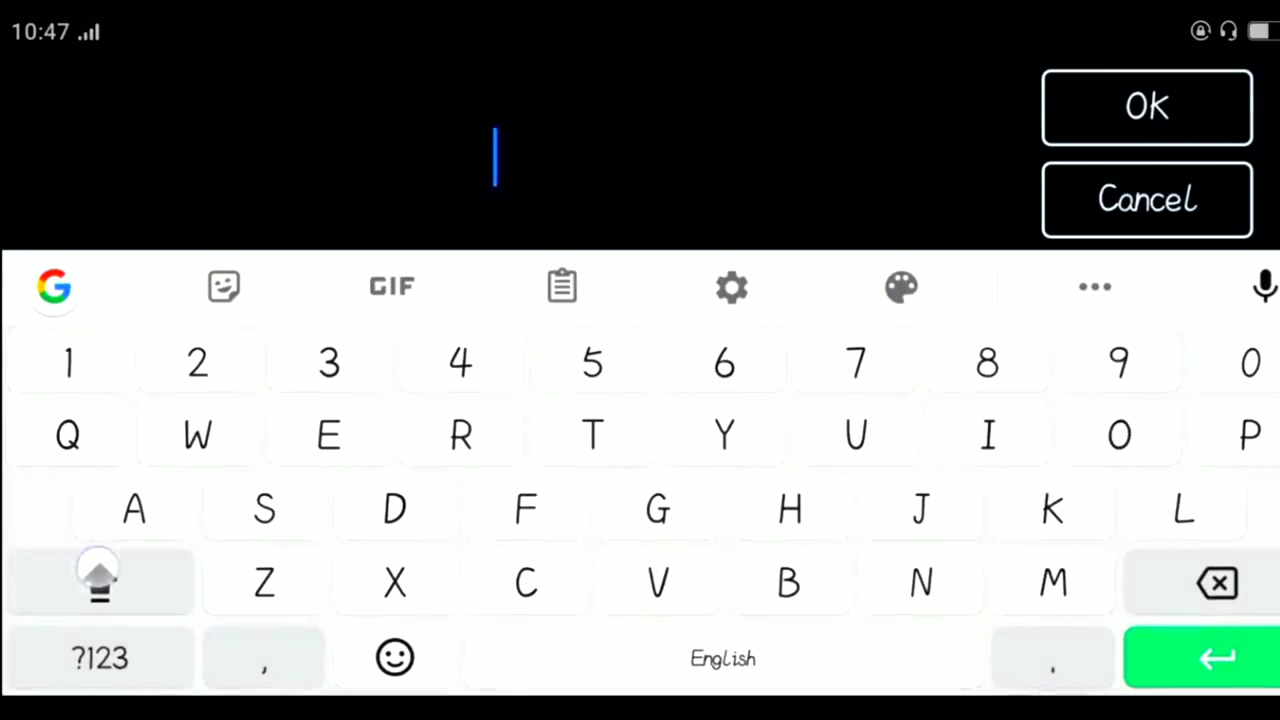 10:47
OK
Cancel
G GIF
1 2 3 4 5 6 7 8 9 0
Q W E R T Y U I O P
A S D F G H J K L
Z X C V B N M
?123 , English .